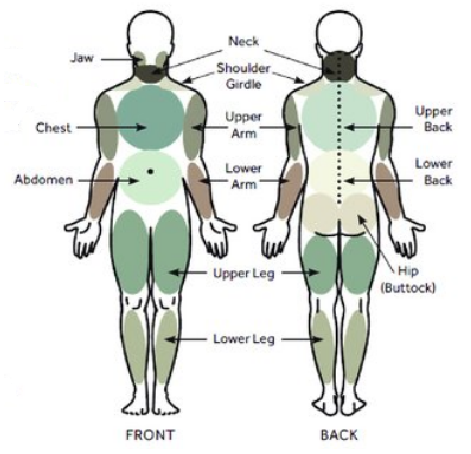 Neck
Jaw
Shoulder
Girdle
Upper
Arm
Upper
Back
Chest
Lower
Arm
Lower
Back
Abdomen
Upper Leg
Hip
(Buttock)
Lower Leg
FRONT
BACK